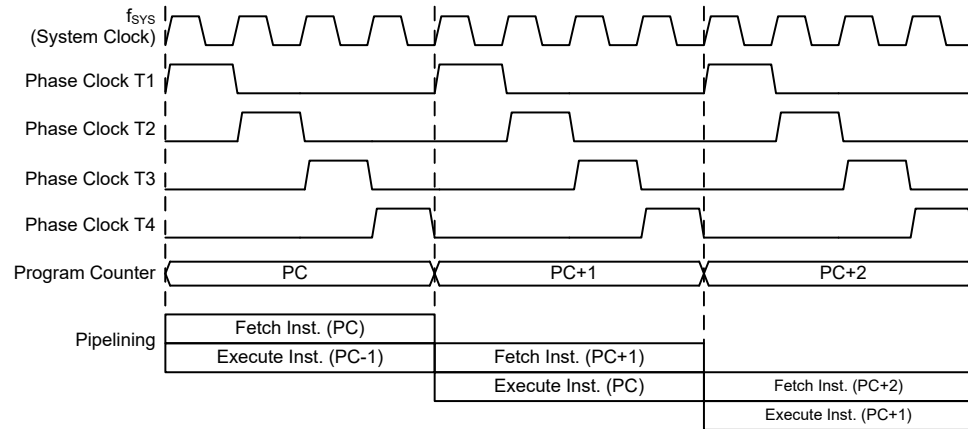 fSYS
(System Clock)
Phase Clock T1
Phase Clock T2
Phase Clock T3
Phase Clock T4
Program Counter PC PC+1 PC+2
Pipelining
Fetch Inst. (PC)
Execute Inst. (PC-1) Fetch Inst. (PC+1)
Execute Inst. (PC) Fetch Inst. (PC+2)
Execute Inst. (PC+1)